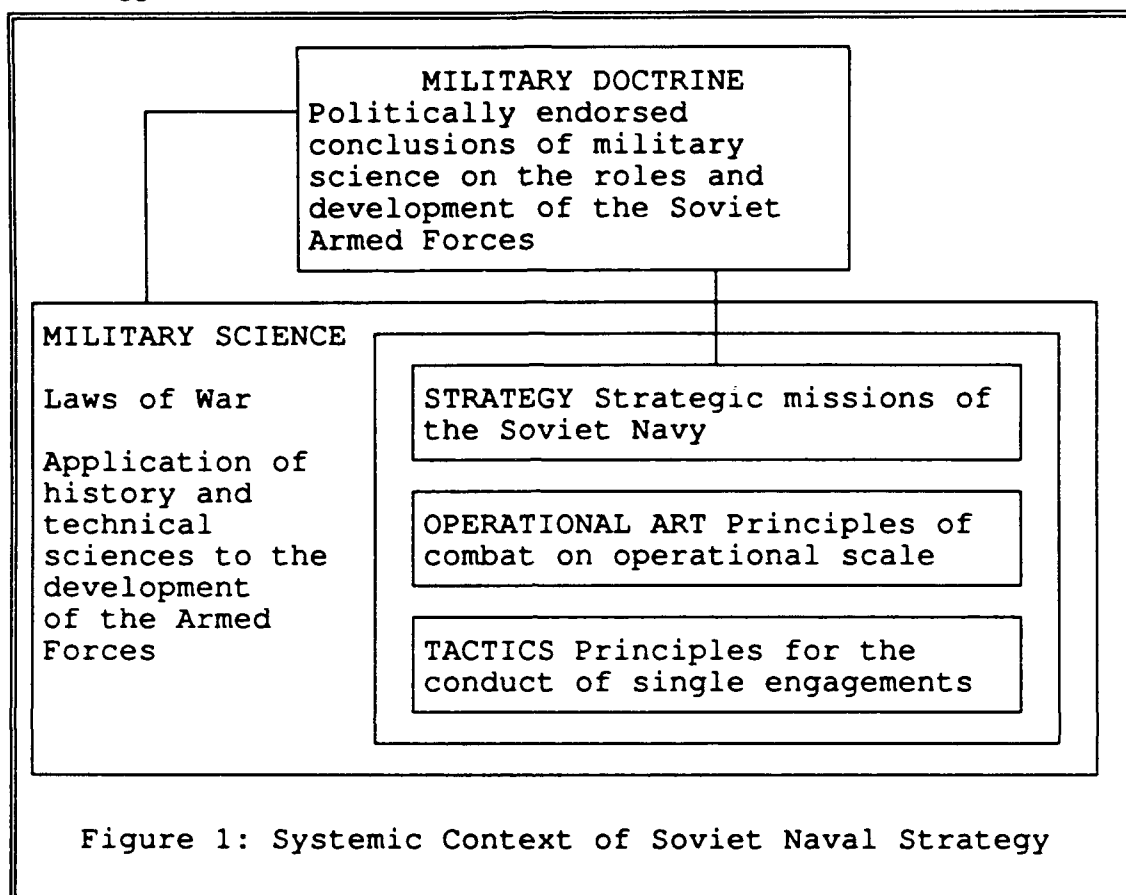 MILITARY DOCTRINE
Politically endorsed
conclusions of military
science on the roles and
development of the Soviet
Armed Forces
MILITARY SCIENCE
Laws of War
Application of
history and
technical
sciences to the
development
of the Armed
Forces
STRATEGY Strategic missions of
the Soviet Navy
OPERATIONAL ART Principles of
combat on operational scale
TACTICS Principles for the
conduct of single engagements
Figure 1: Systemic Context of Soviet Naval Strategy